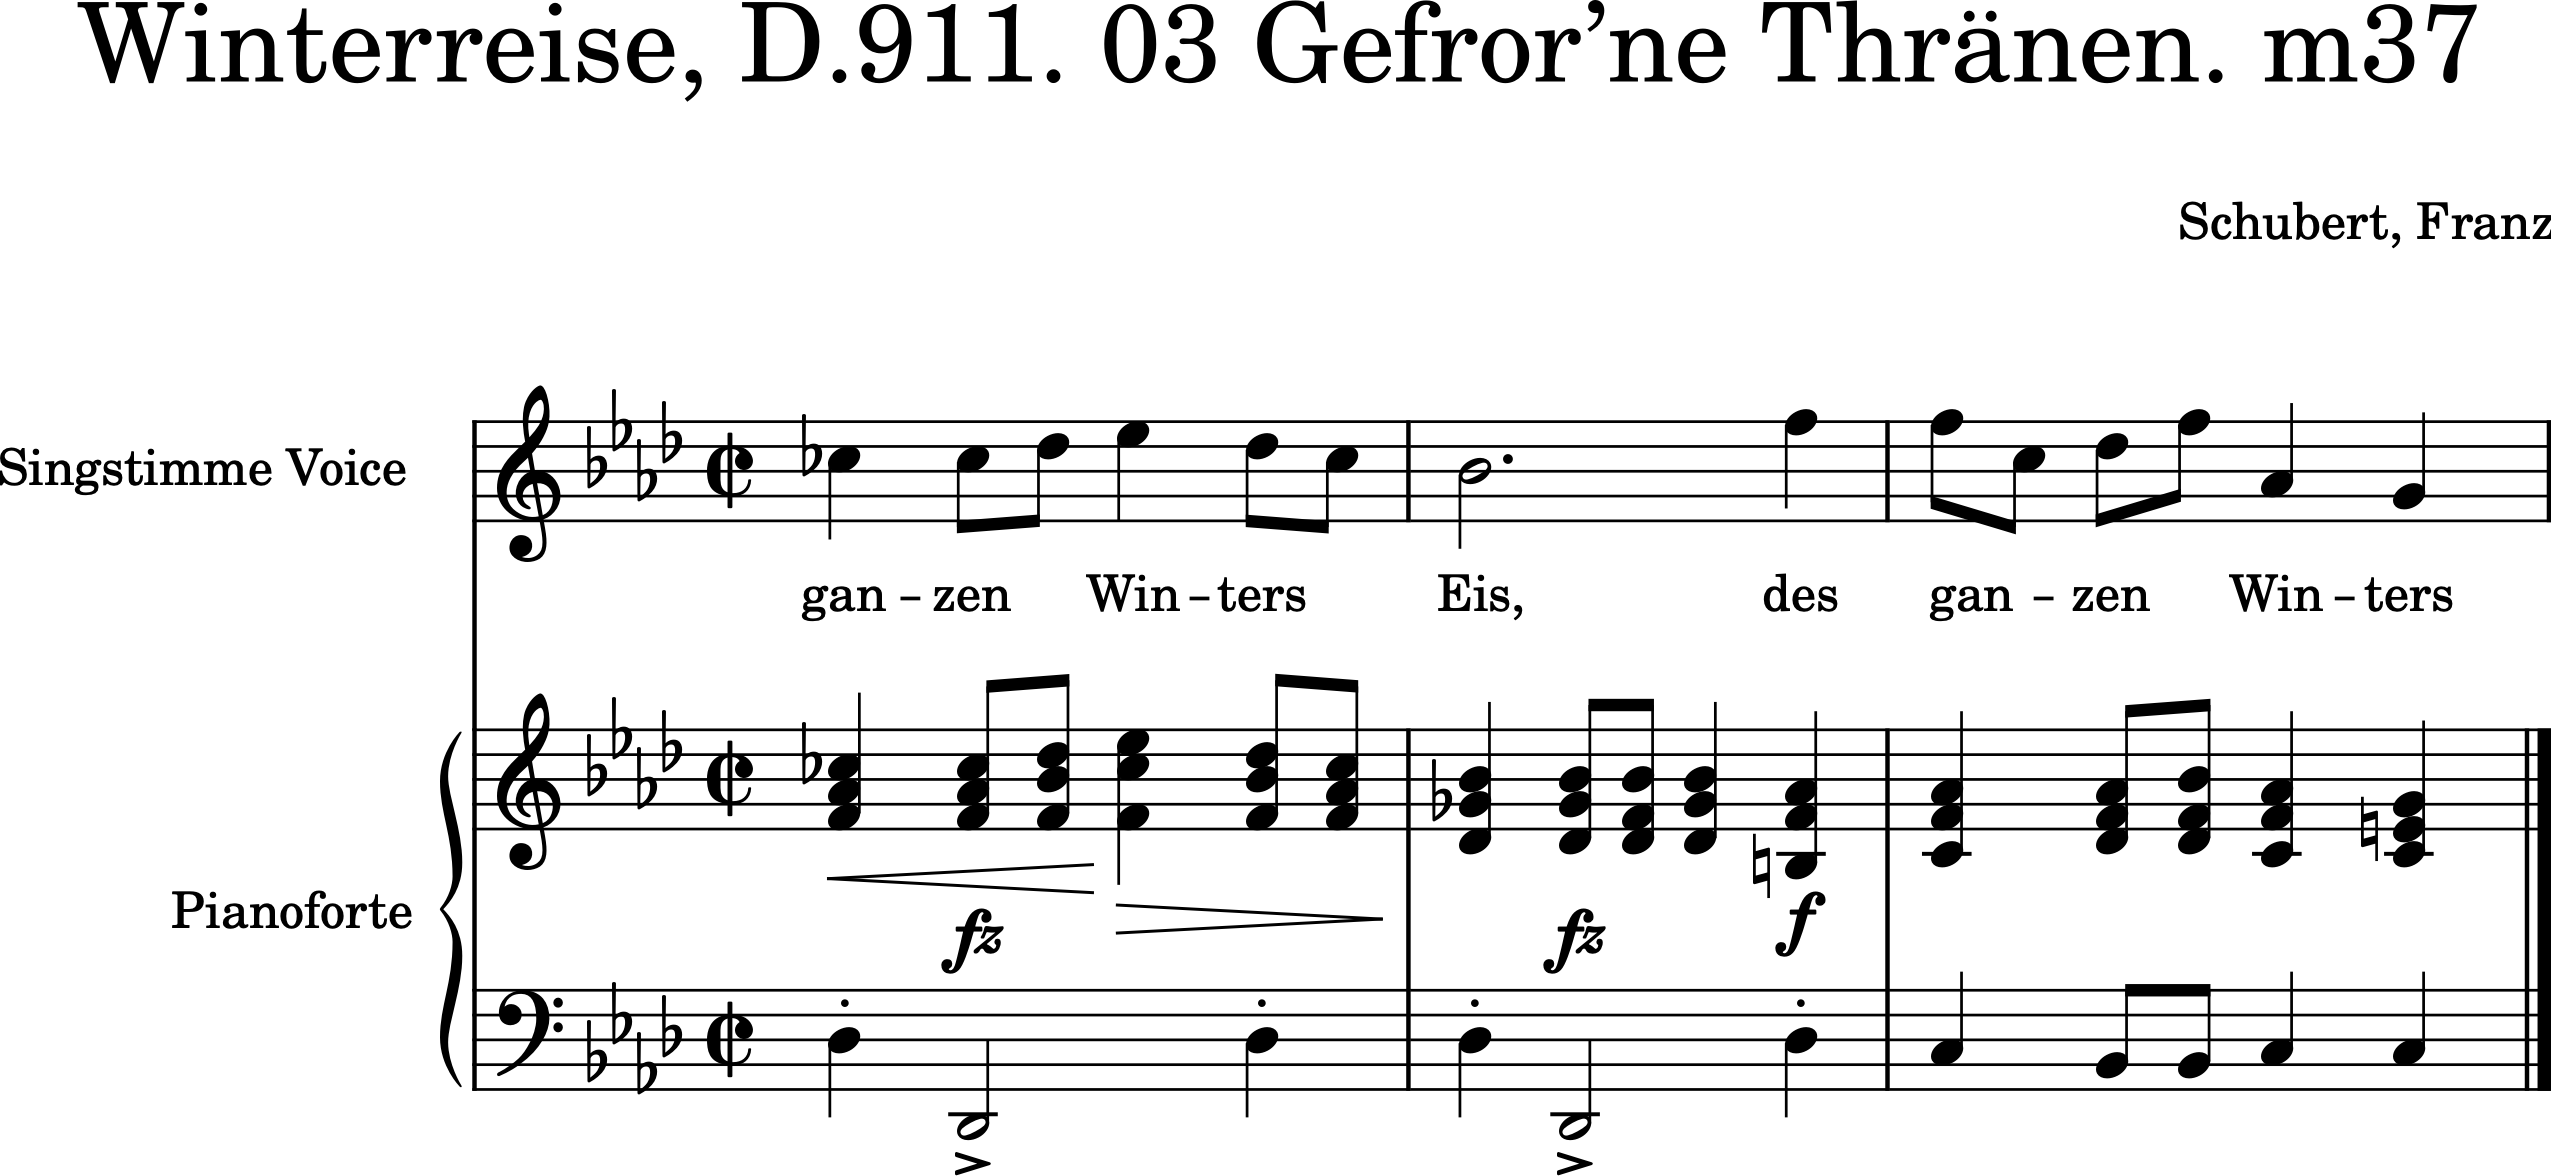 Winterreise, D.911. 03 Gefror’ne Thränen. m37
Schubert, Franz
Singstimme Voice
gan – zen Win – ters Eis, des gan – zen Win – ters
Pianoforte
fz fz f